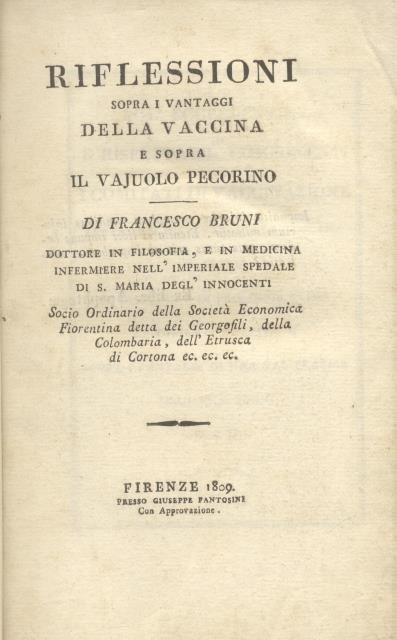 RIFLESSIONI
SOPRA I VANTAGGI
DELLA VACCINA
E SOPRA
IL VAJUOLO PECORINO
DI FRANCESCO BRUNI
DOTTORE IN FILOSOFIA, E IN MEDICINA
INFERMIERE NELL' IMPERIALE SPEDALE
DI S. MARIA DEGL' INNOCENTI
Socio Ordinario della Società Economica
Fiorentina detta dei Georgofili, della
Colombaria, dell' Etrusca
di Cortona ec. ec. ec.
FIRENZE 1809.
PRESSO GIUSEPPE FANTOSINI
Con Approvazione.